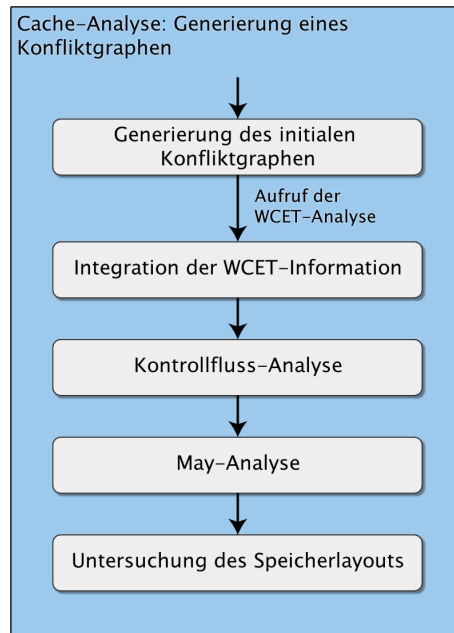 Cache-Analyse: Generierung eines
Konfliktgraphen
Generierung des initialen
Konfliktgraphen
Aufruf der
WCET-Analyse
Integration der WCET-Information
Kontrollfluss-Analyse
May-Analyse
Untersuchung des Speicherlayouts